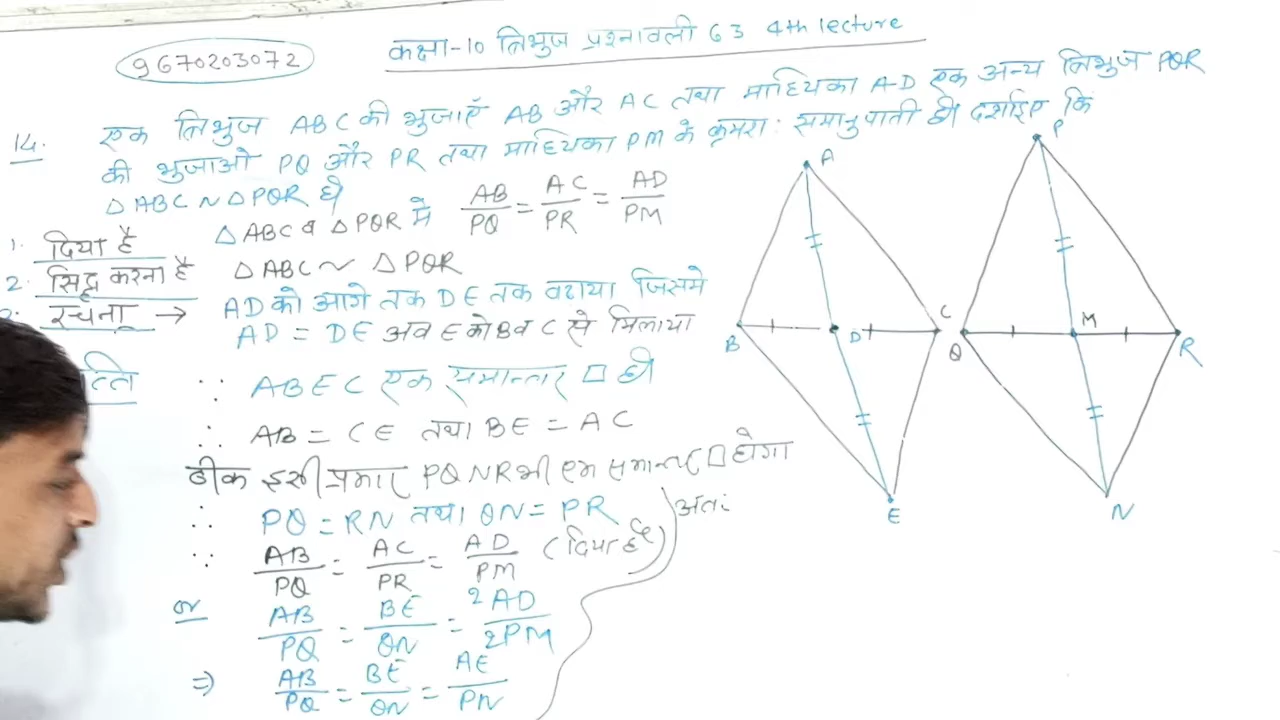 9670203072
कक्षा-10 त्रिभुज प्रश्नावली 6 3 4th lecture
14. एक त्रिभुज ABC की भुजाएँ AB और AC तथा माध्यिका A-D एक अन्य त्रिभुज PQR
की भुजाओ PQ और PR तथा माध्यिका PM के क्रमश: समानुपाती है। दर्शाइए कि
△ ABC ~ △ PQR है
1. दिया है △ ABC व △ PQR मे AB/PQ = AC/PR = AD/PM
2. सिद्ध करना है △ ABC ~ △ PQR
रचना → AD को आगे तक DE तक बढाया जिसमे
AD = DE अब E को B व C से मिलाया
त्ति ∵ ABEC एक समान्तर □ है
∴ AB = CE तथा BE = AC
ठीक इसी प्रकार PQNR भी एक समान्तर □ होगा
∴ PQ = RN तथा QN = PR
∵ AB/PQ = AC/PR = AD/PM (दिया है)
or AB/PQ = BE/QN = 2AD/2PM
⇒ AB/PQ = BE/QN = AE/PN
अतः
A
B
D
C
E
P
Q
M
R
N